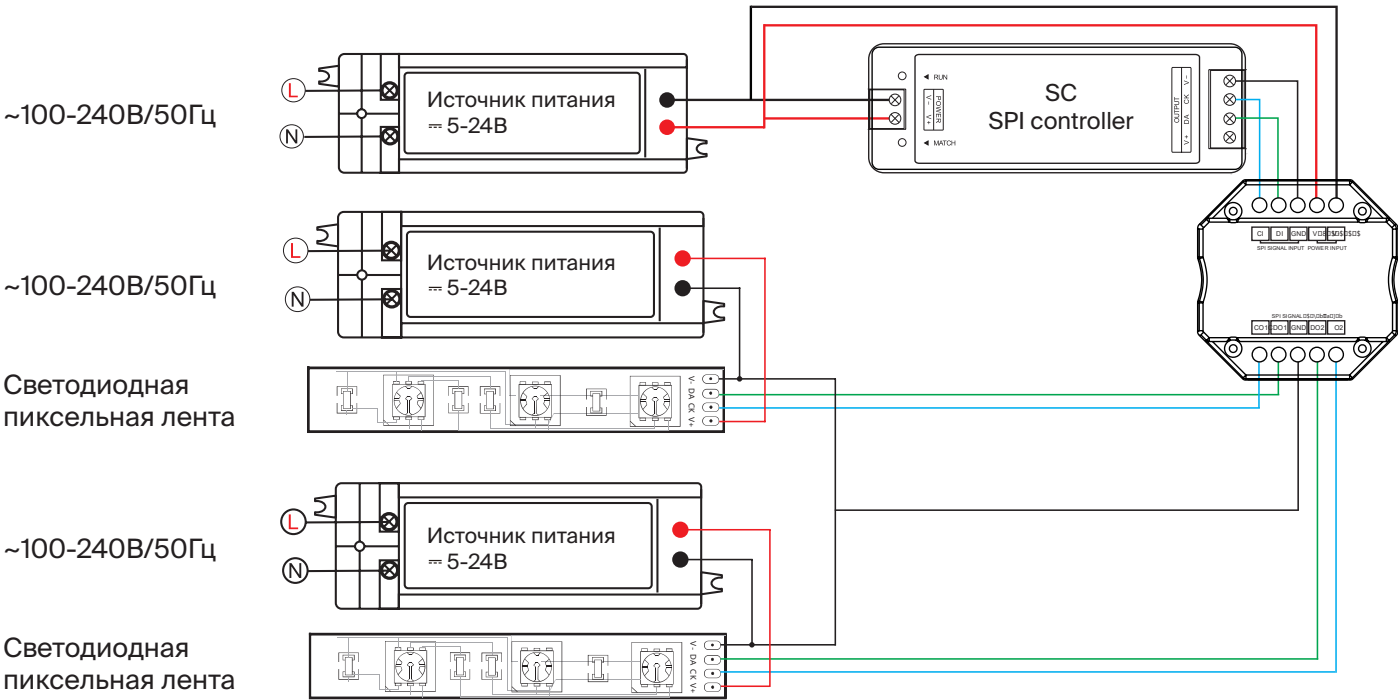 ~100-240В/50Гц
L
N
Источник питания
⎓ 5-24В
RUN
POWER
V -
V +
MATCH
SC
SPI controller
OUTPUT
V -
CK
DA
V +
CI
DI
GND
SPI SIGNAL INPUT
POWER INPUT
~100-240В/50Гц
L
N
Источник питания
⎓ 5-24В
SPI SIGNAL
CO1
DO1
GND
DO2
O2
Светодиодная
пиксельная лента
V-
DA
CK
V+
~100-240В/50Гц
L
N
Источник питания
⎓ 5-24В
Светодиодная
пиксельная лента
V-
DA
CK
V+